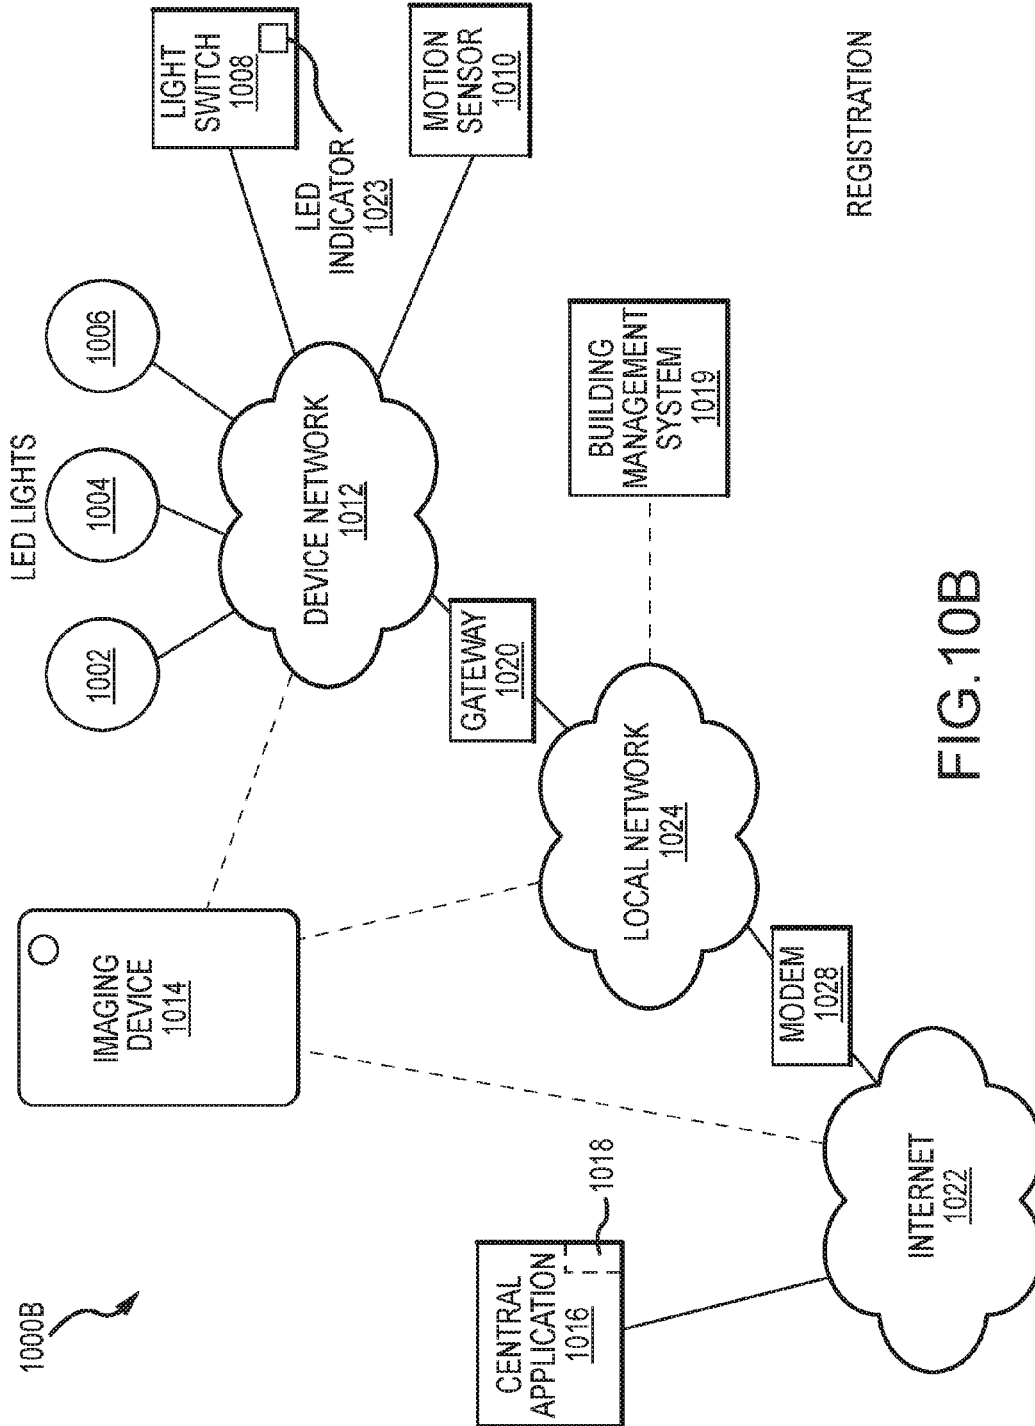 1000B
IMAGING
DEVICE
1014
LED LIGHTS
1002
1004
1006
LIGHT
SWITCH
1008
LED
INDICATOR
1023
DEVICE NETWORK
1012
MOTION
SENSOR
1010
GATEWAY
1020
CENTRAL
APPLICATION
1016
1018
LOCAL NETWORK
1024
BUILDING
MANAGEMENT
SYSTEM
1019
MODEM
1028
INTERNET
1022
REGISTRATION
FIG. 10B